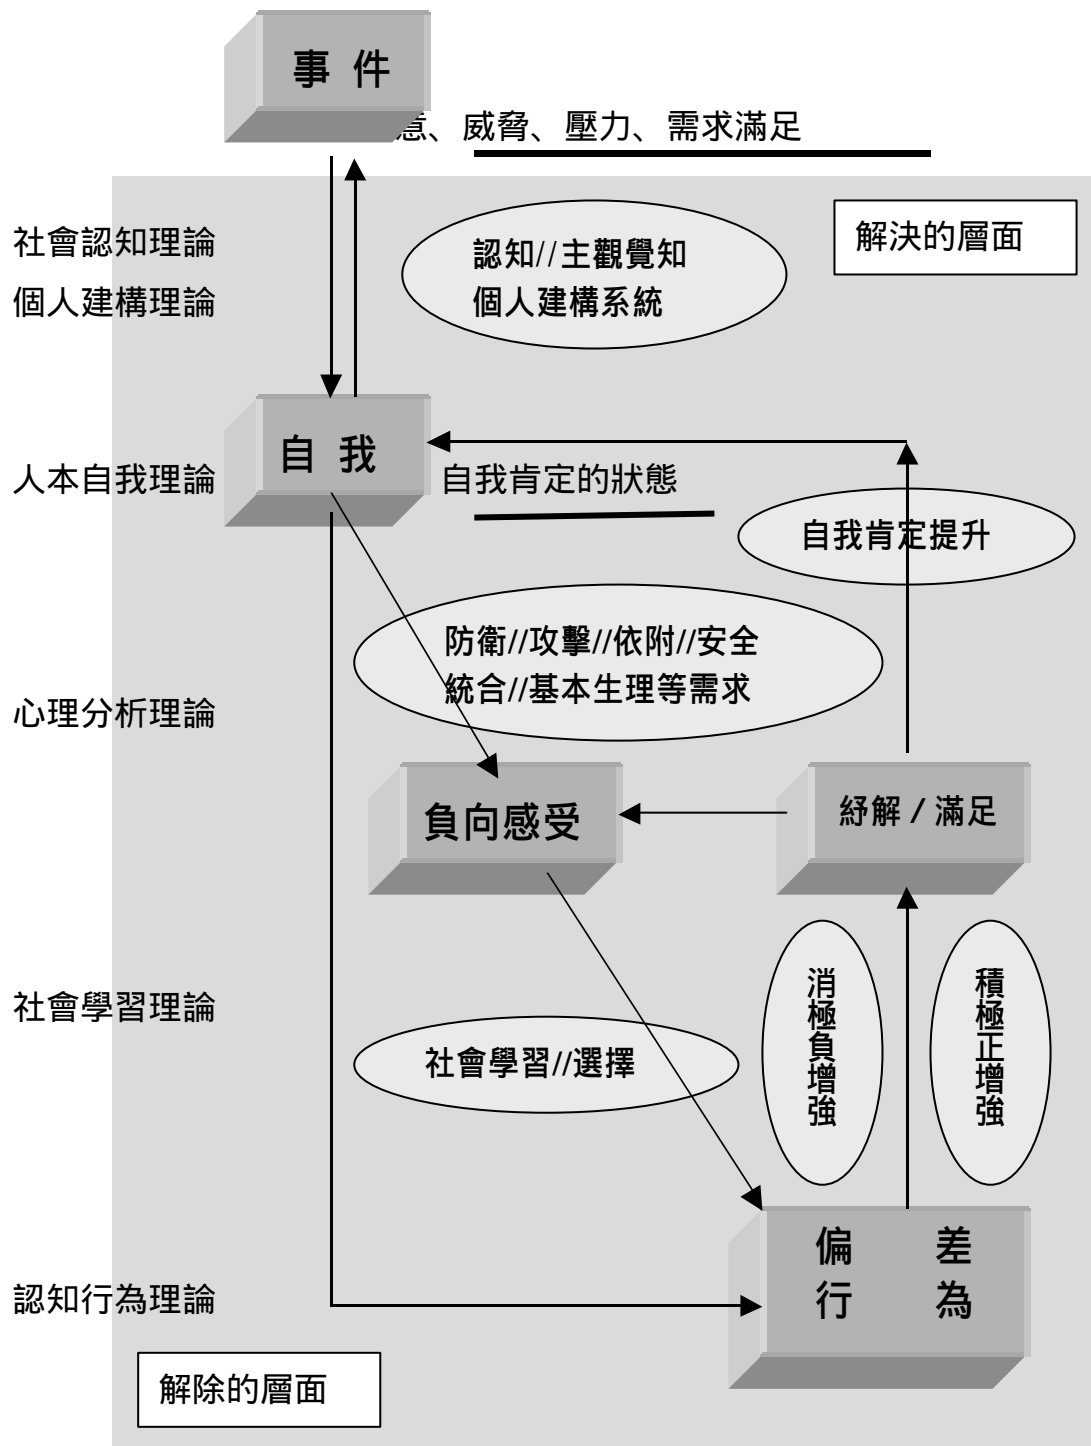 事 件
意、威脅、壓力、需求滿足
社會認知理論
認知//主觀覺知
解決的層面
個人建構理論
個人建構系統
自 我
人本自我理論
自我肯定的狀態
自我肯定提升
防衛//攻擊//依附//安全
統合//基本生理等需求
心理分析理論
負向感受
紓解 / 滿足
消極負增強
積極正增強
社會學習理論
社會學習//選擇
偏 差
行 為
認知行為理論
解除的層面